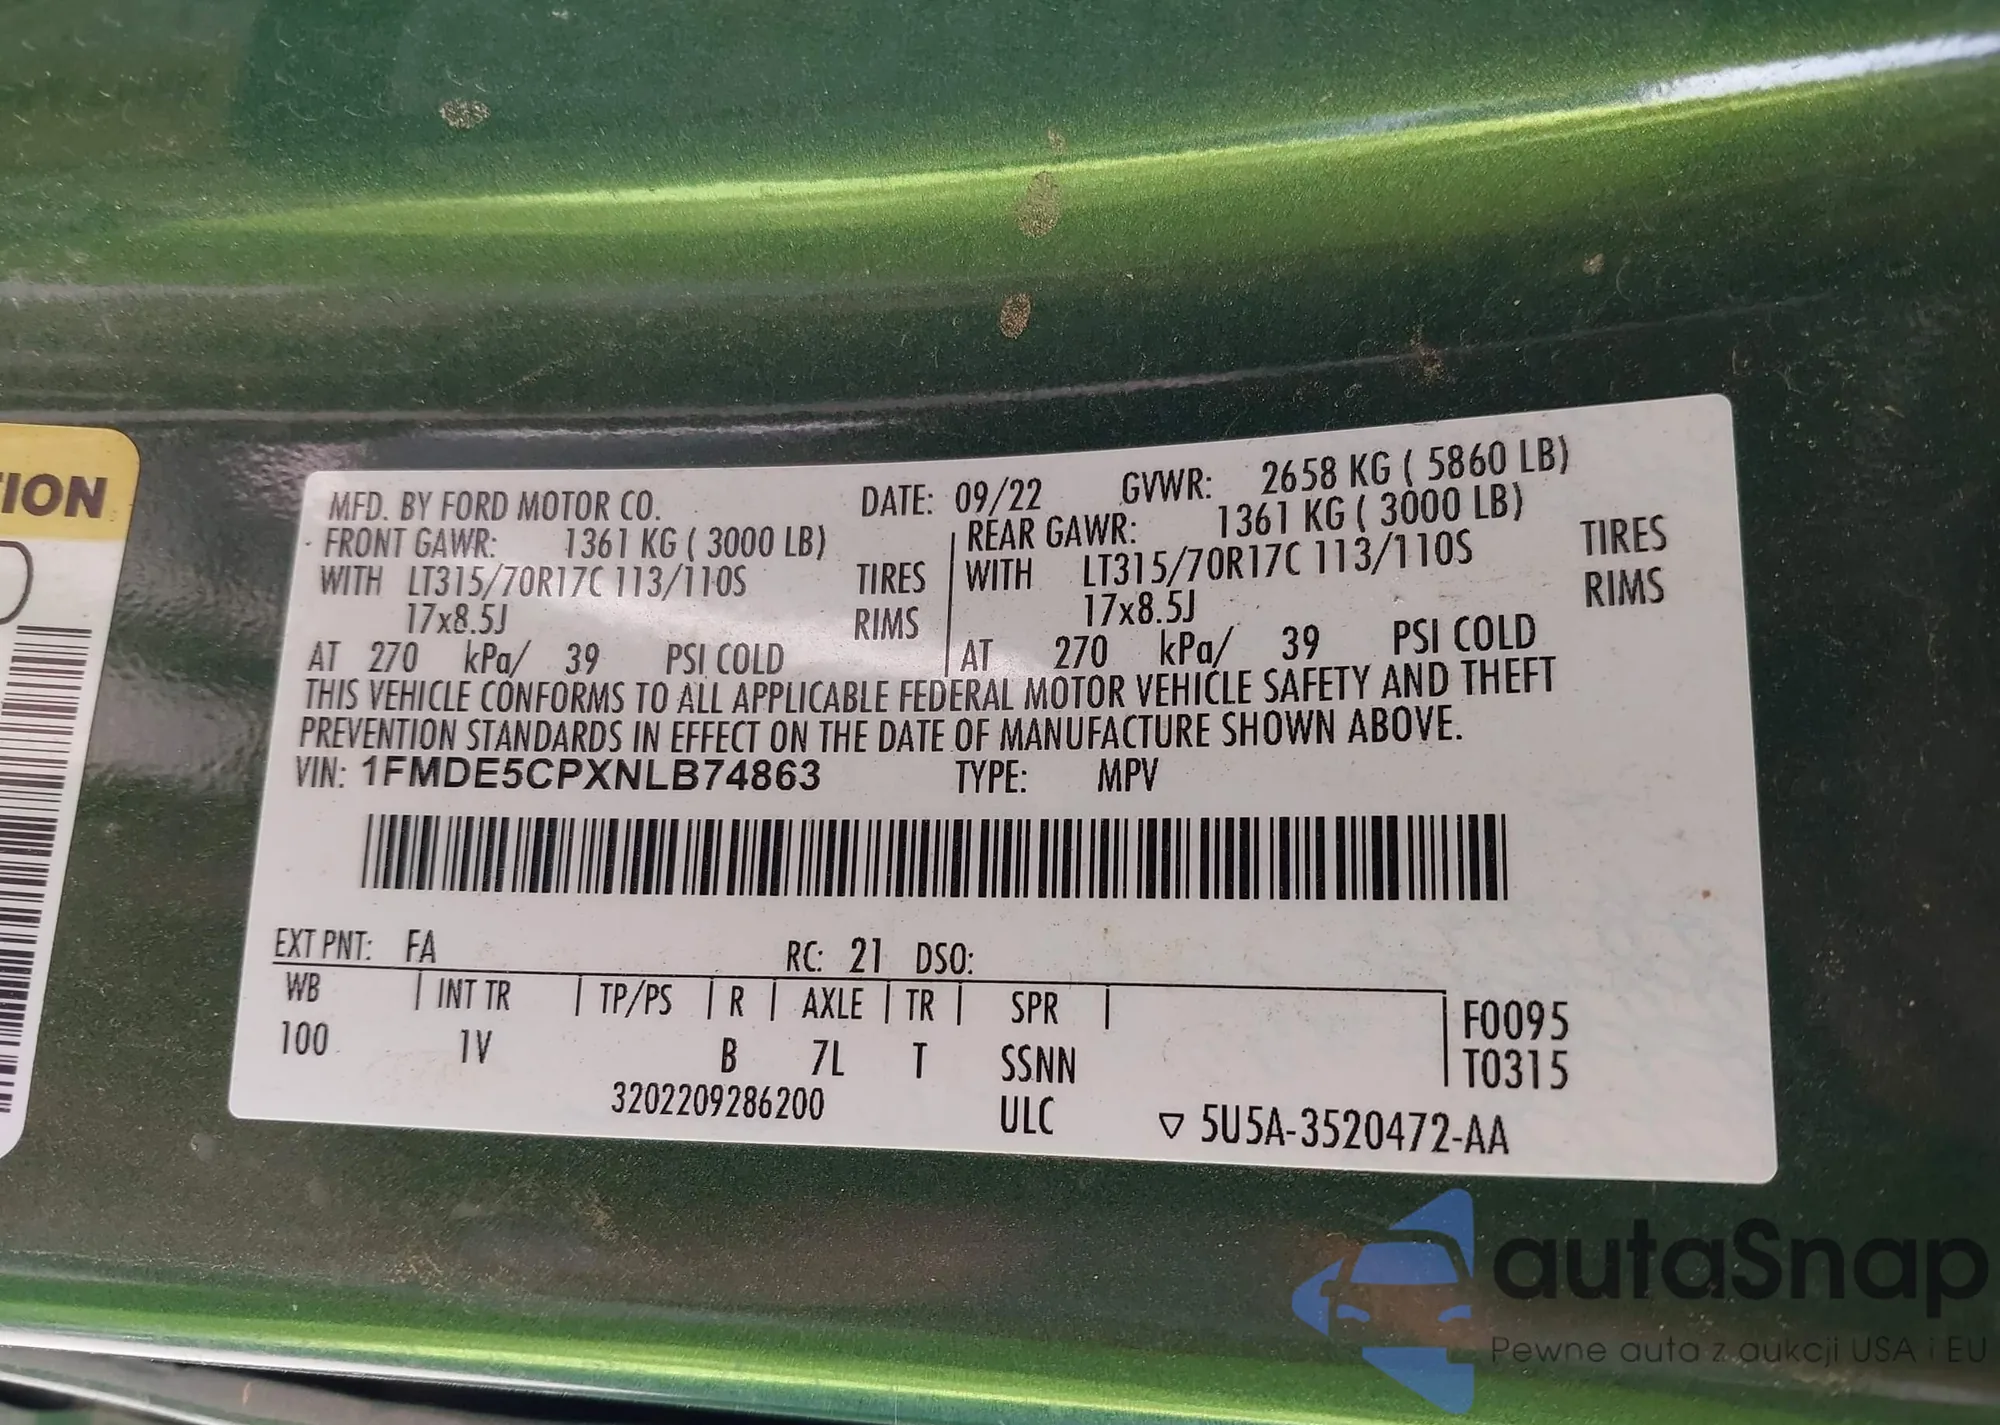 TION
MFD. BY FORD MOTOR CO. DATE: 09/22 GVWR: 2658 KG ( 5860 LB)
FRONT GAWR: 1361 KG ( 3000 LB) REAR GAWR: 1361 KG ( 3000 LB)
WITH LT315/70R17C 113/110S TIRES WITH LT315/70R17C 113/110S TIRES
17x8.5J RIMS 17x8.5J RIMS
AT 270 kPa/ 39 PSI COLD AT 270 kPa/ 39 PSI COLD
THIS VEHICLE CONFORMS TO ALL APPLICABLE FEDERAL MOTOR VEHICLE SAFETY AND THEFT
PREVENTION STANDARDS IN EFFECT ON THE DATE OF MANUFACTURE SHOWN ABOVE.
VIN: 1FMDE5CPXNLB74863 TYPE: MPV
EXT PNT: FA RC: 21 DSO:
WB INT TR TP/PS R AXLE TR SPR F0095
100 1V B 7L T SSNN T0315
3202209286200 ULC ▽ 5U5A-3520472-AA
autaSnap
Pewne auta z aukcji USA i EU